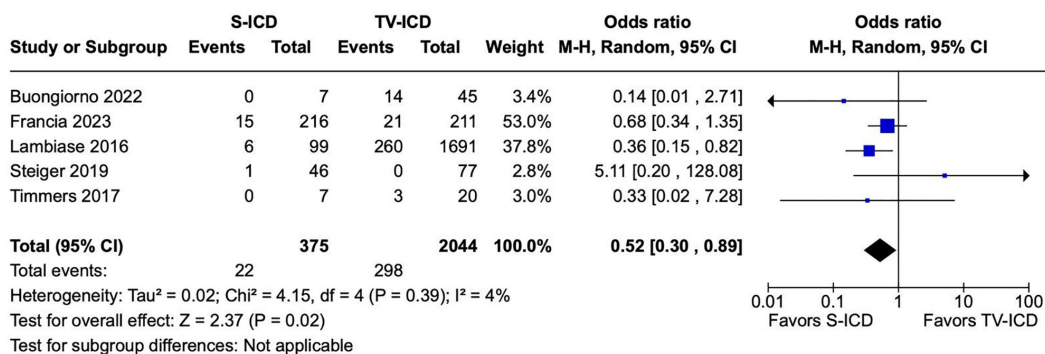 S-ICD TV-ICD Odds ratio Odds ratio
Study or Subgroup Events Total Events Total Weight M-H, Random, 95% CI M-H, Random, 95% CI
Buongiorno 2022 0 7 14 45 3.4% 0.14 [0.01 , 2.71]
Francia 2023 15 216 21 211 53.0% 0.68 [0.34 , 1.35]
Lambiase 2016 6 99 260 1691 37.8% 0.36 [0.15 , 0.82]
Steiger 2019 1 46 0 77 2.8% 5.11 [0.20 , 128.08]
Timmers 2017 0 7 3 20 3.0% 0.33 [0.02 , 7.28]
Total (95% CI) 375 2044 100.0% 0.52 [0.30 , 0.89]
Total events: 22 298
Heterogeneity: Tau² = 0.02; Chi² = 4.15, df = 4 (P = 0.39); I² = 4%
Test for overall effect: Z = 2.37 (P = 0.02)
Test for subgroup differences: Not applicable
0.01 0.1 1 10 100
Favors S-ICD Favors TV-ICD